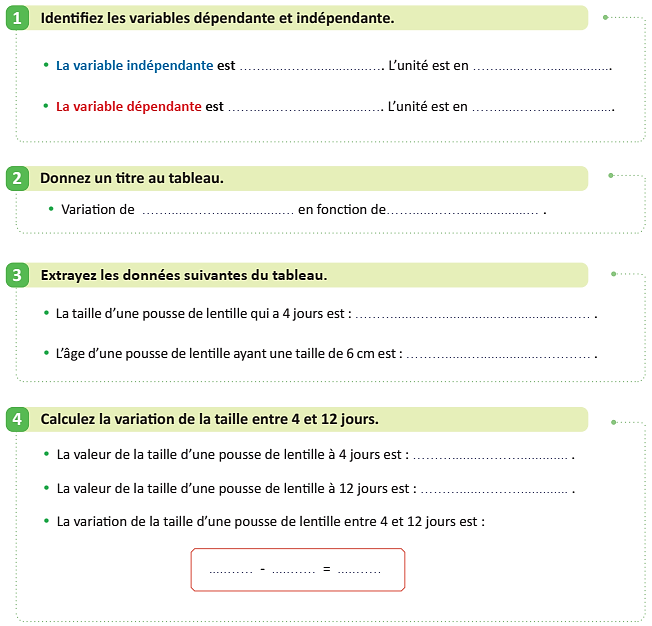 1 Identifiez les variables dépendante et indépendante.
• La variable indépendante est ................................. L’unité est en .................................
• La variable dépendante est ................................. L’unité est en .................................
2 Donnez un titre au tableau.
• Variation de ................................. en fonction de................................. .
3 Extrayez les données suivantes du tableau.
• La taille d’une pousse de lentille qui a 4 jours est : ................................................ .
• L’âge d’une pousse de lentille ayant une taille de 6 cm est : ....................................... .
4 Calculez la variation de la taille entre 4 et 12 jours.
• La valeur de la taille d’une pousse de lentille à 4 jours est : ................................. .
• La valeur de la taille d’une pousse de lentille à 12 jours est : ................................. .
• La variation de la taille d’une pousse de lentille entre 4 et 12 jours est :
........... - ........... = ...........